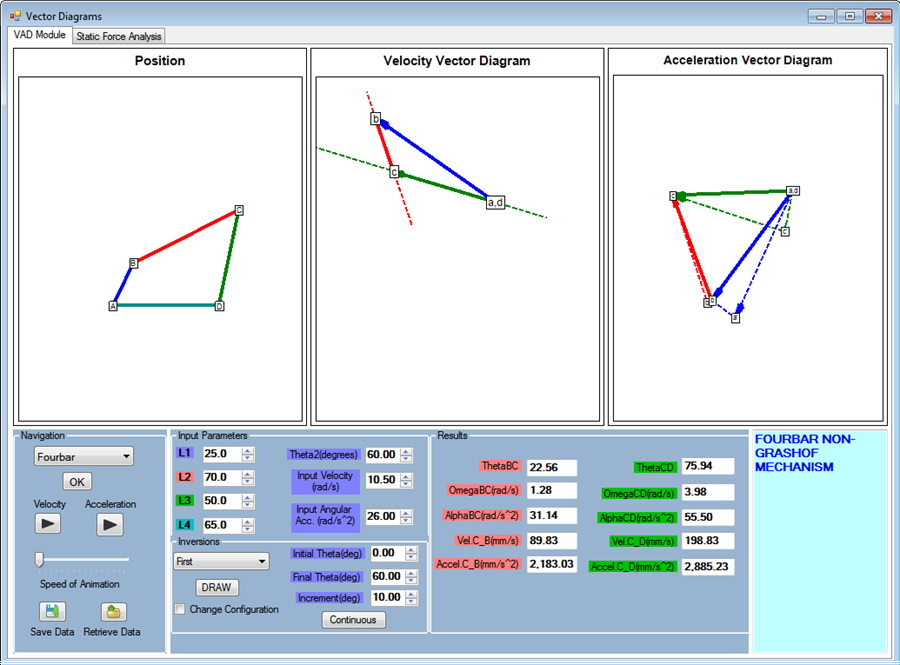 Vector Diagrams
VAD Module
Static Force Analysis
Position
Velocity Vector Diagram
Acceleration Vector Diagram
A
B
C
D
b
c
a,d
c
a,d
c'
b
a'
Navigation
Fourbar
OK
Velocity
Acceleration
Speed of Animation
Save Data
Retrieve Data
Input Parameters
L1
25.0
L2
70.0
L3
50.0
L4
65.0
Theta2(degrees)
60.00
Input Velocity
(rad/s)
10.50
Input Angular
Acc. (rad/s^2)
26.00
Inversions
First
DRAW
Change Configuration
Initial Theta(deg)
0.00
Final Theta(deg)
60.00
Increment(deg)
10.00
Continuous
Results
ThetaBC
22.56
OmegaBC(rad/s)
1.28
AlphaBC(rad/s^2)
31.14
Vel.C_B(mm/s)
89.83
Accel.C_B(mm/s^2)
2,183.03
ThetaCD
75.94
OmegaCD(rad/s)
3.98
AlphaCD(rad/s^2)
55.50
Vel.C_D(mm/s)
198.83
Accel.C_D(mm/s^2)
2,885.23
FOURBAR NON-
GRASHOF
MECHANISM